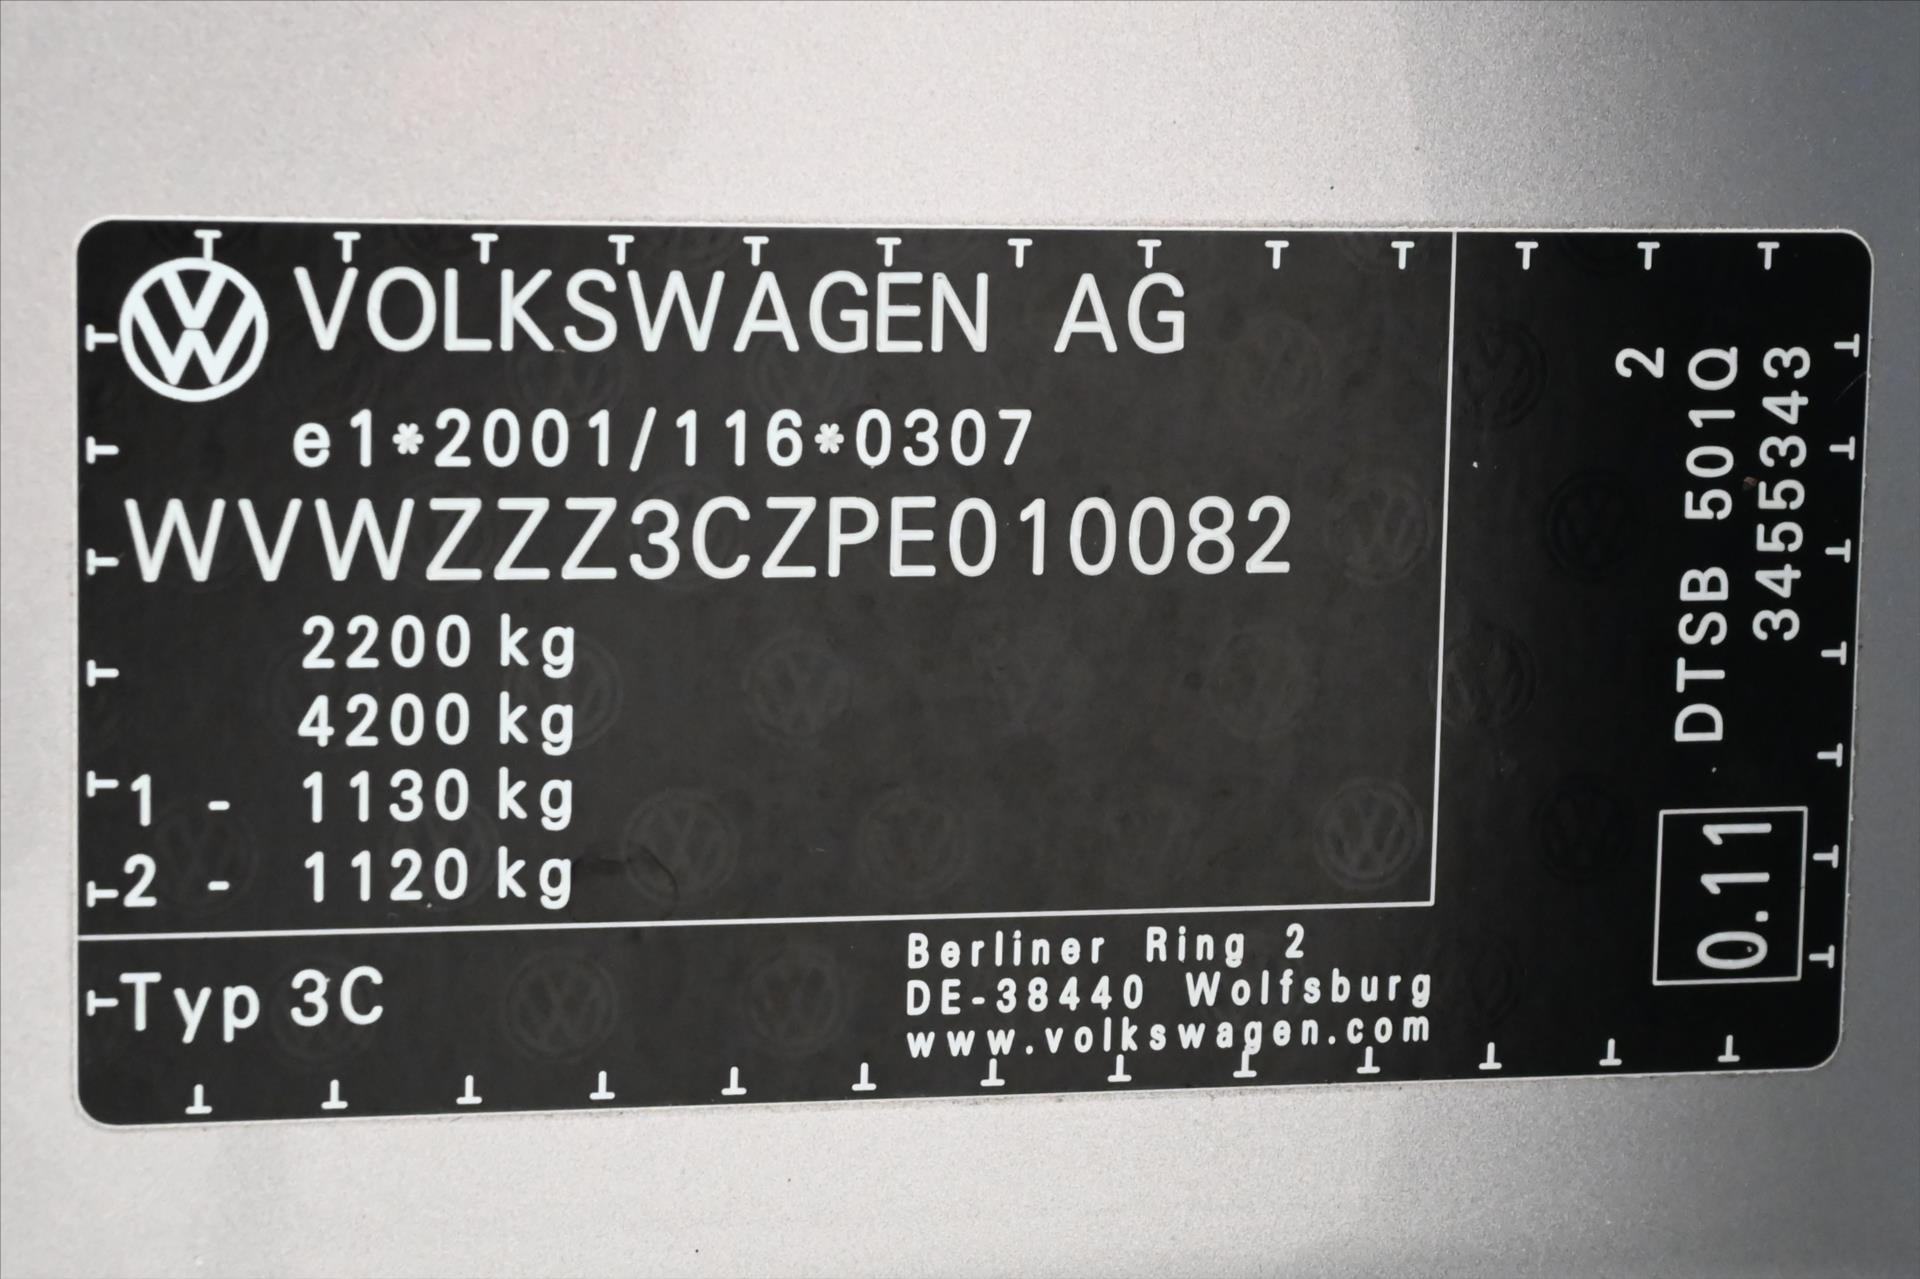 VOLKSWAGEN AG
e1*2001/116*0307
WVWZZZ3CZPE010082
2200 kg
4200 kg
1 - 1130 kg
2 - 1120 kg
Typ 3C
Berliner Ring 2
DE-38440 Wolfsburg
www.volkswagen.com
2
DTSB 501Q
3455343
0.11